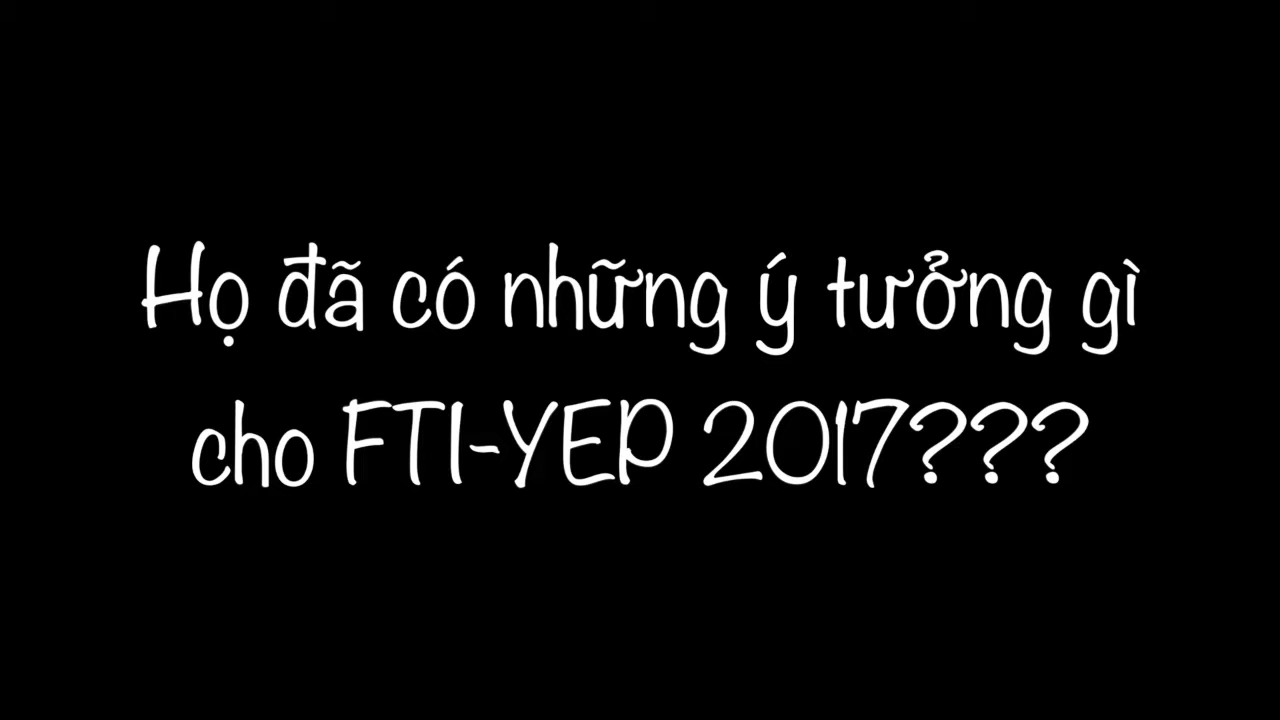 Họ đã có những ý tưởng gì
cho FTI-YEP 2017???